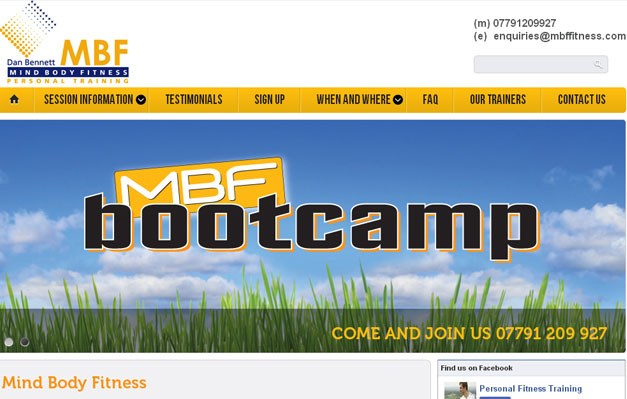 Dan Bennett MBF
MIND BODY FITNESS
PERSONAL TRAINING
(m) 07791209927
(e) enquiries@mbffitness.com
SESSION INFORMATION TESTIMONIALS SIGN UP WHEN AND WHERE FAQ OUR TRAINERS CONTACT US
MBF
bootcamp
COME AND JOIN US 07791 209 927
Mind Body Fitness
Find us on Facebook
Personal Fitness Training